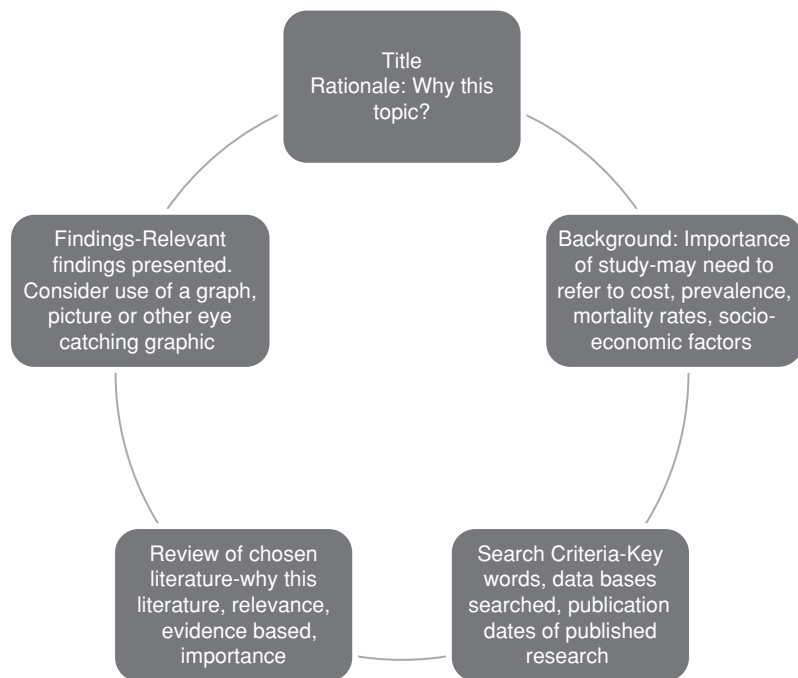 Title
Rationale: Why this
topic?
Background: Importance
of study-may need to
refer to cost, prevalence,
mortality rates, socio-
economic factors
Search Criteria-Key
words, data bases
searched, publication
dates of published
research
Review of chosen
literature-why this
literature, relevance,
evidence based,
importance
Findings-Relevant
findings presented.
Consider use of a graph,
picture or other eye
catching graphic